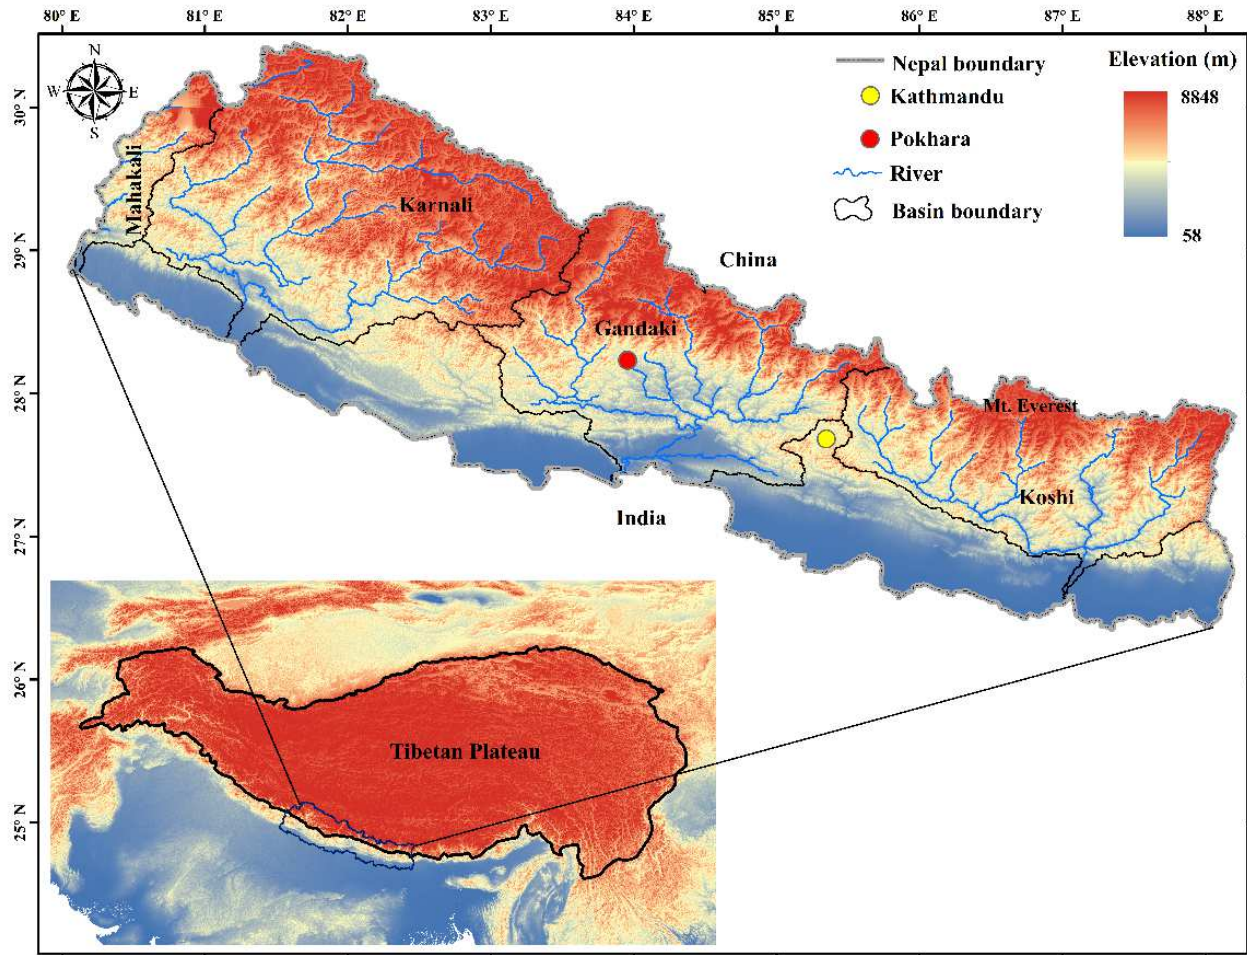 80° E 81° E 82° E 83° E 84° E 85° E 86° E 87° E 88° E
N
W E
S
Nepal boundary
Kathmandu
Pokhara
River
Basin boundary
Elevation (m)
8848
58
30° N
29° N
28° N
27° N
26° N
25° N
Mahakali
Karnali
China
Gandaki
Mt. Everest
Koshi
India
Tibetan Plateau